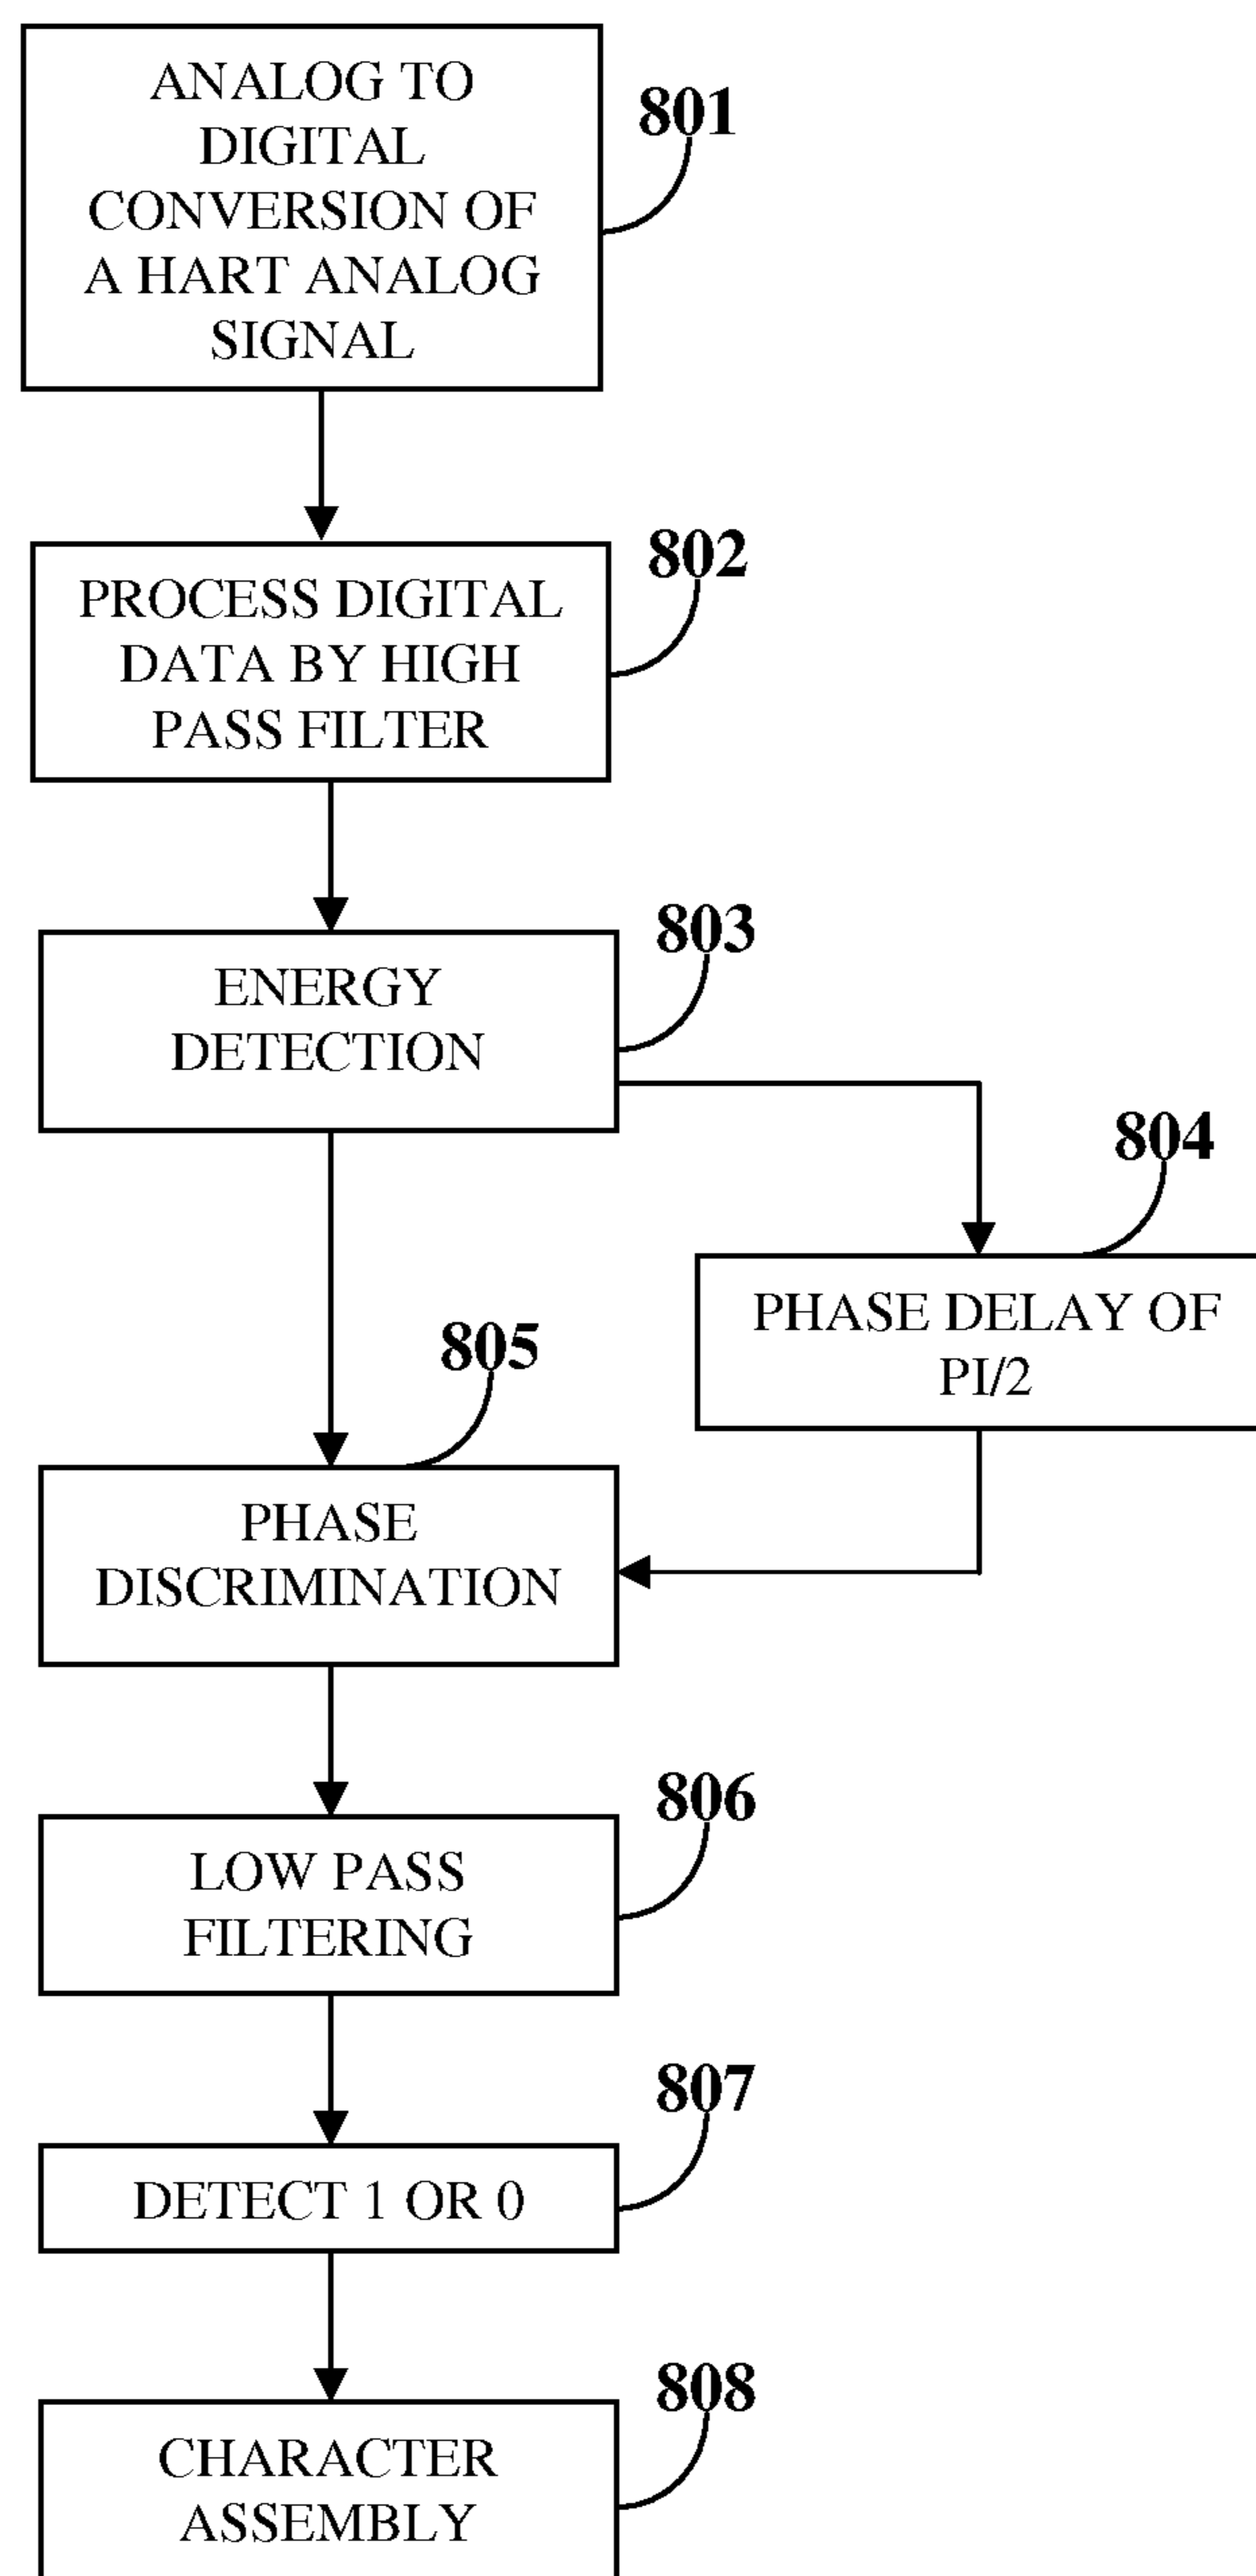 ANALOG TO
DIGITAL
CONVERSION OF
A HART ANALOG
SIGNAL
801
PROCESS DIGITAL
DATA BY HIGH
PASS FILTER
802
ENERGY
DETECTION
803
PHASE DELAY OF
PI/2
804
PHASE
DISCRIMINATION
805
LOW PASS
FILTERING
806
DETECT 1 OR 0
807
CHARACTER
ASSEMBLY
808